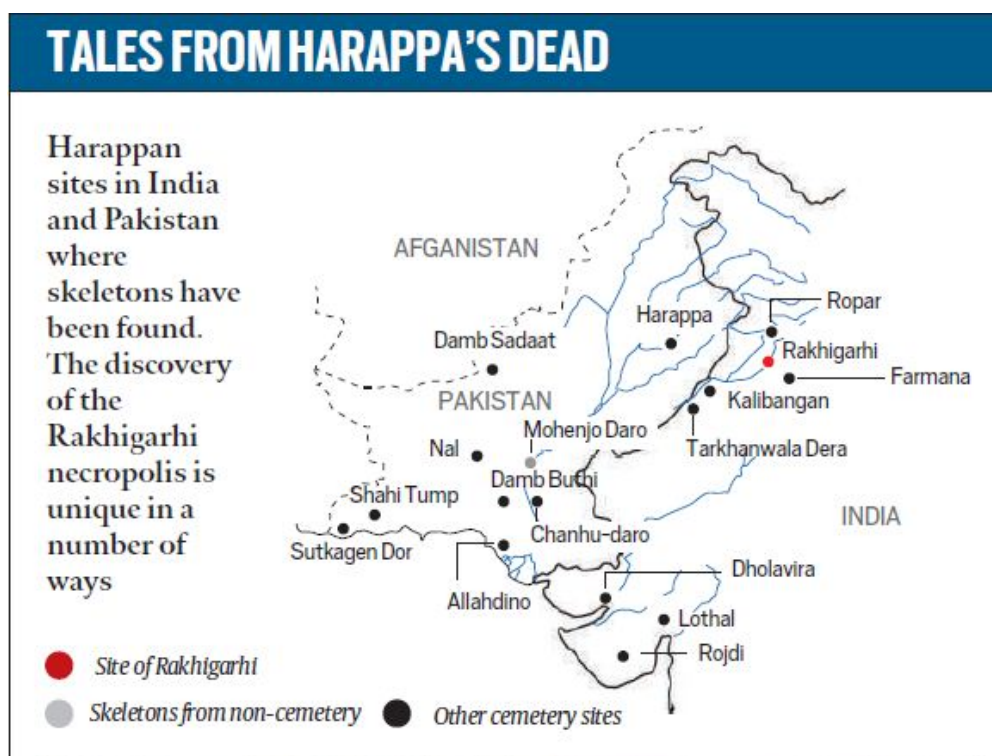 TALES FROM HARAPPA'S DEAD
Harappan
sites in India
and Pakistan
where
skeletons have
been found.
The discovery
of the
Rakhigarhi
necropolis is
unique in a
number of
ways
AFGANISTAN
Ropar
Harappa
Damb Sadaat
Rakhigarhi
Farmana
PAKISTAN
Kalibangan
Mohenjo Daro
Nal
Tarkhanwala Dera
Damb Buthi
Shahi Tump
INDIA
Chanhu-daro
Sutkagen Dor
Dholavira
Allahdino
Lothal
Rojdi
Site of Rakhigarhi
Skeletons from non-cemetery
Other cemetery sites